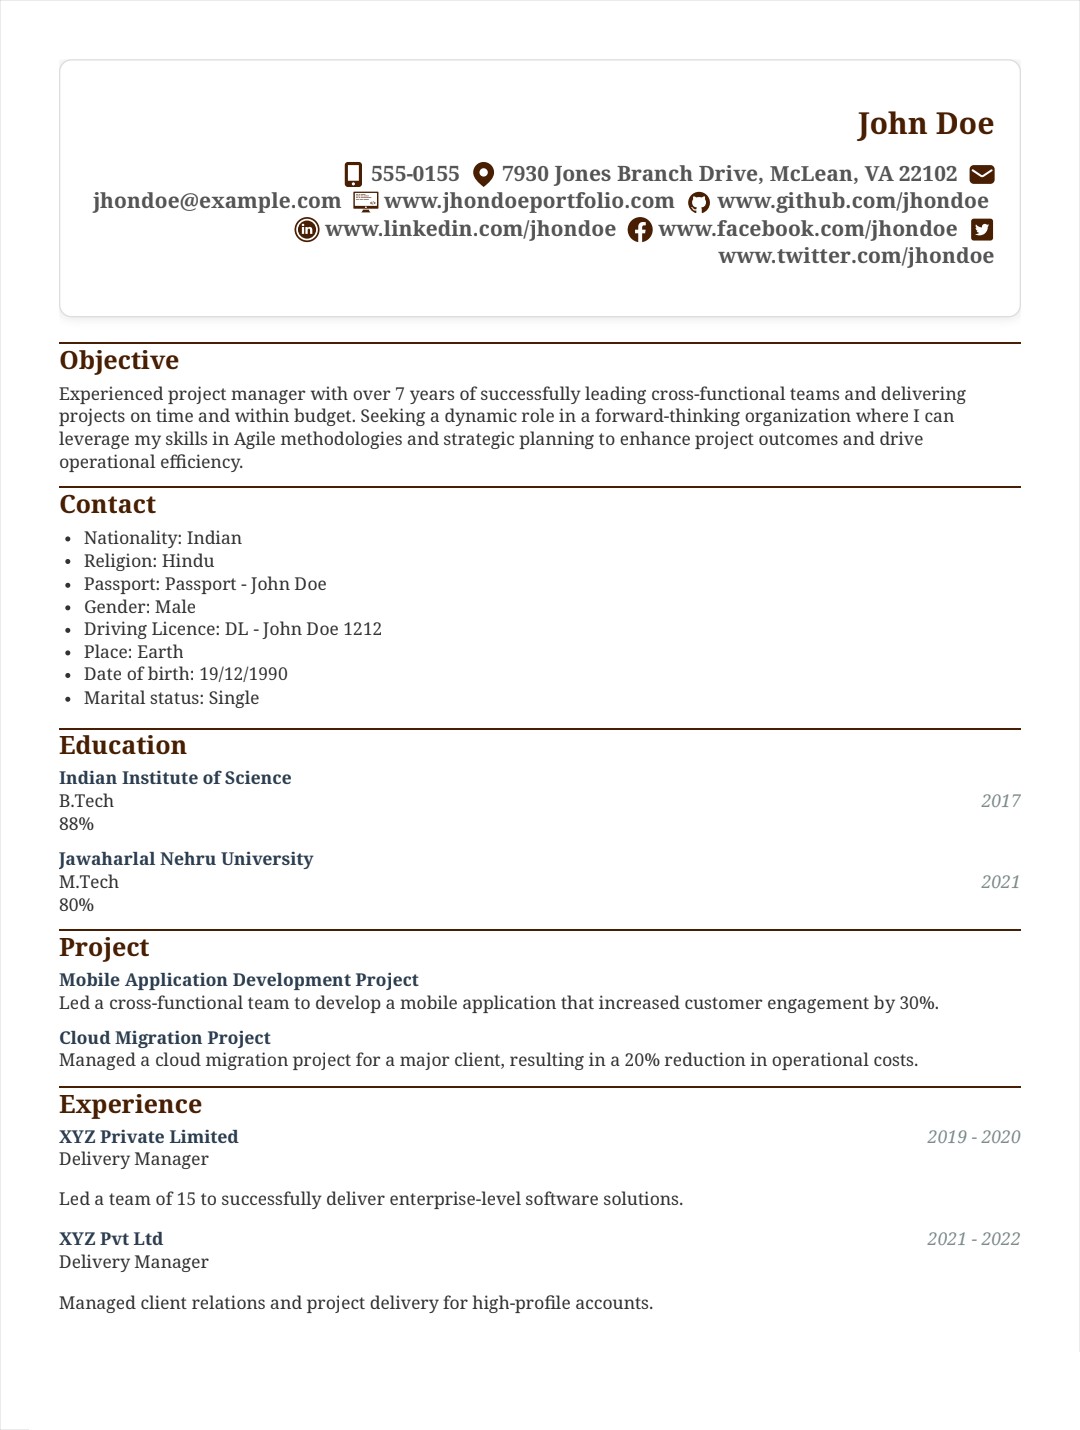 John Doe
555-0155 7930 Jones Branch Drive, McLean, VA 22102
jhondoe@example.com www.jhondoeportfolio.com www.github.com/jhondoe
www.linkedin.com/jhondoe www.facebook.com/jhondoe
www.twitter.com/jhondoe
Objective
Experienced project manager with over 7 years of successfully leading cross-functional teams and delivering
projects on time and within budget. Seeking a dynamic role in a forward-thinking organization where I can
leverage my skills in Agile methodologies and strategic planning to enhance project outcomes and drive
operational efficiency.
Contact
• Nationality: Indian
• Religion: Hindu
• Passport: Passport - John Doe
• Gender: Male
• Driving Licence: DL - John Doe 1212
• Place: Earth
• Date of birth: 19/12/1990
• Marital status: Single
Education
Indian Institute of Science
B.Tech 2017
88%
Jawaharlal Nehru University
M.Tech 2021
80%
Project
Mobile Application Development Project
Led a cross-functional team to develop a mobile application that increased customer engagement by 30%.
Cloud Migration Project
Managed a cloud migration project for a major client, resulting in a 20% reduction in operational costs.
Experience
XYZ Private Limited 2019 - 2020
Delivery Manager
Led a team of 15 to successfully deliver enterprise-level software solutions.
XYZ Pvt Ltd 2021 - 2022
Delivery Manager
Managed client relations and project delivery for high-profile accounts.